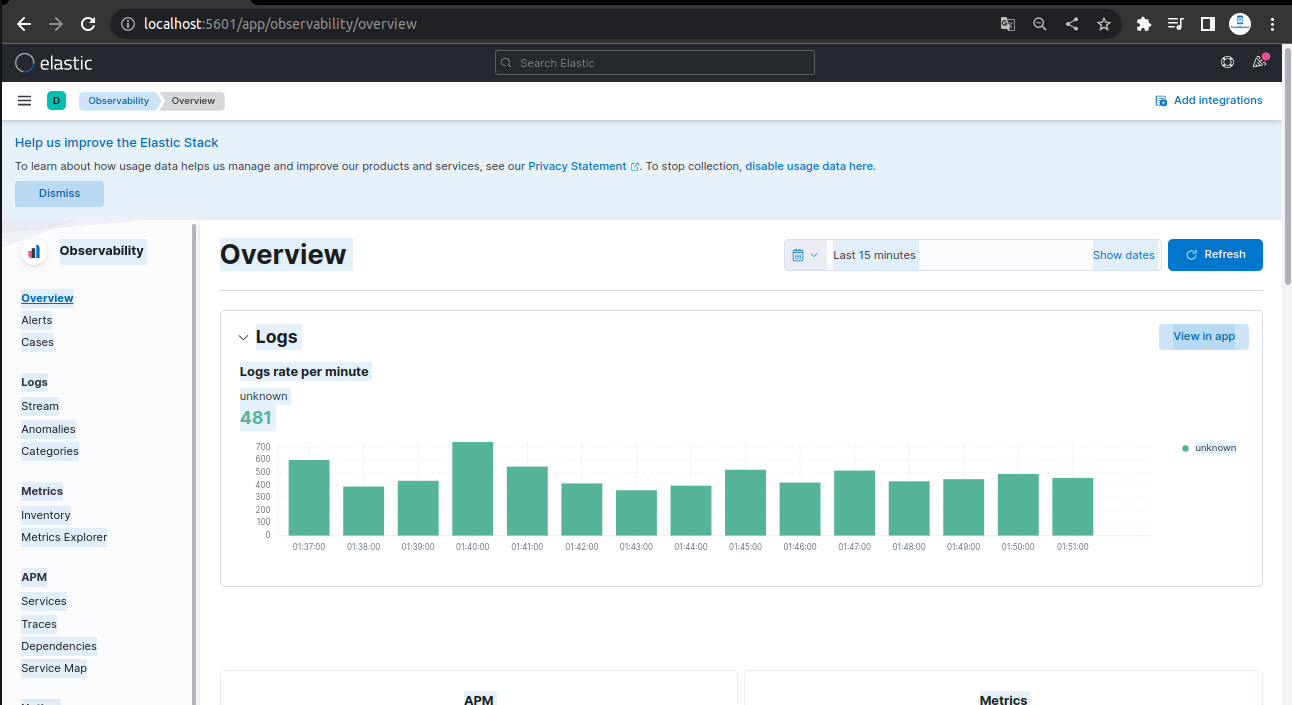 localhost:5601/app/observability/overview
elastic
Search Elastic
D
Observability
Overview
Add integrations
Help us improve the Elastic Stack
To learn about how usage data helps us manage and improve our products and services, see our Privacy Statement. To stop collection, disable usage data here.
Dismiss
Observability
Overview
Alerts
Cases
Logs
Stream
Anomalies
Categories
Metrics
Inventory
Metrics Explorer
APM
Services
Traces
Dependencies
Service Map
Overview
Last 15 minutes
Show dates
Refresh
Logs
View in app
Logs rate per minute
unknown
481
700
600
500
400
300
200
100
0
01:37:00 01:38:00 01:39:00 01:40:00 01:41:00 01:42:00 01:43:00 01:44:00 01:45:00 01:46:00 01:47:00 01:48:00 01:49:00 01:50:00 01:51:00
unknown
APM
Metrics